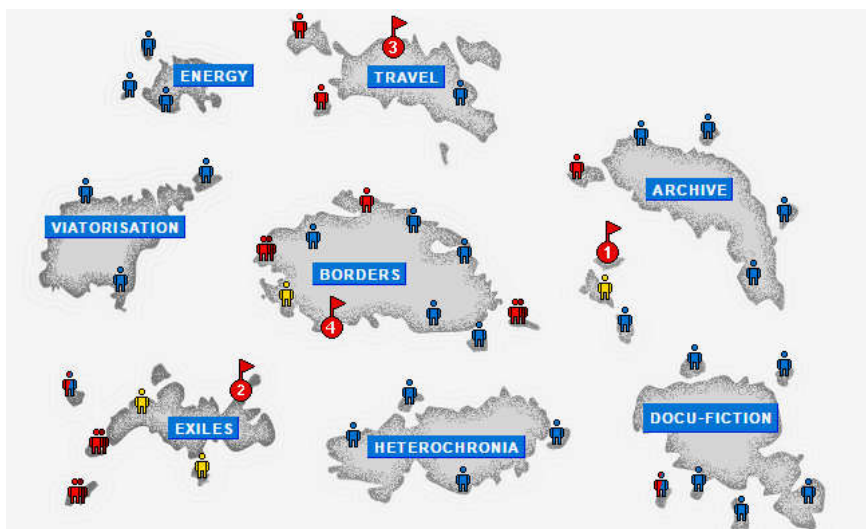 3
ENERGY
TRAVEL
ARCHIVE
VIATORISATION
1
BORDERS
4
2
EXILES
HETEROCHRONIA
DOCU-FICTION